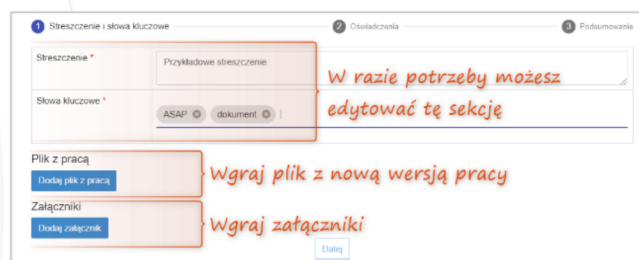 1 Streszczenie i słowa kluczowe 2 Oświadczenia 3 Podsumowanie
Streszczenie *
Przykładowe streszczenie
W razie potrzeby możesz
edytować tę sekcję
Słowa kluczowe *
ASAP dokument
Plik z pracą
Dodaj plik z pracą
Wgraj plik z nową wersją pracy
Załączniki
Dodaj załącznik
Wgraj załączniki
Dalej